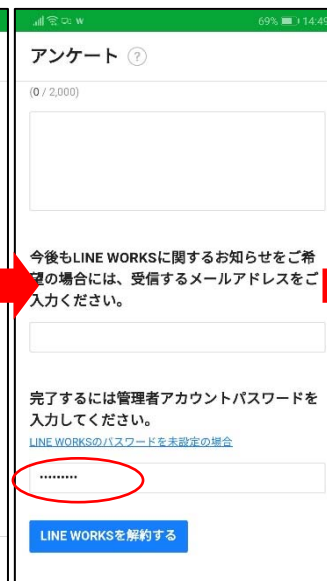 69% 14:49
アンケート ?
(0 / 2,000)
今後もLINE WORKSに関するお知らせをご希
望の場合には、受信するメールアドレスをご
入力ください。
完了するには管理者アカウントパスワードを
入力してください。
LINE WORKSのパスワードを未設定の場合
•••••••••
LINE WORKSを解約する